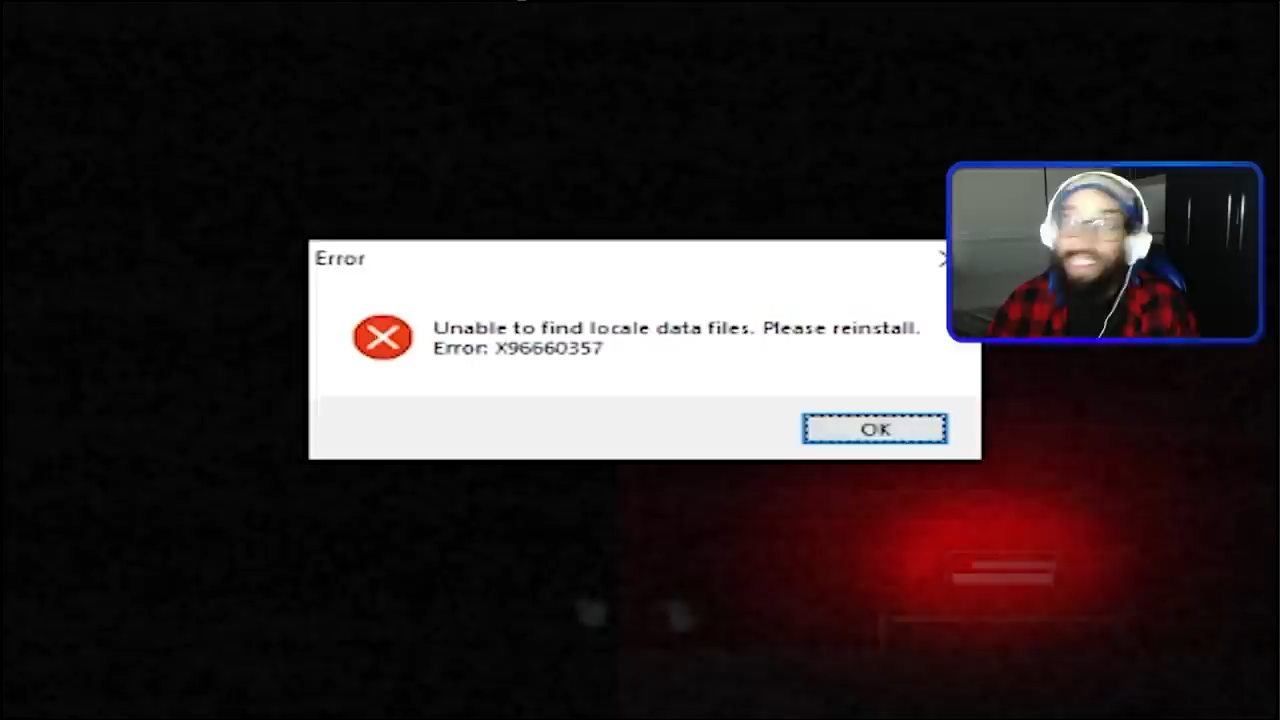 Error
Unable to find locale data files. Please reinstall.
Error: X96660357
OK